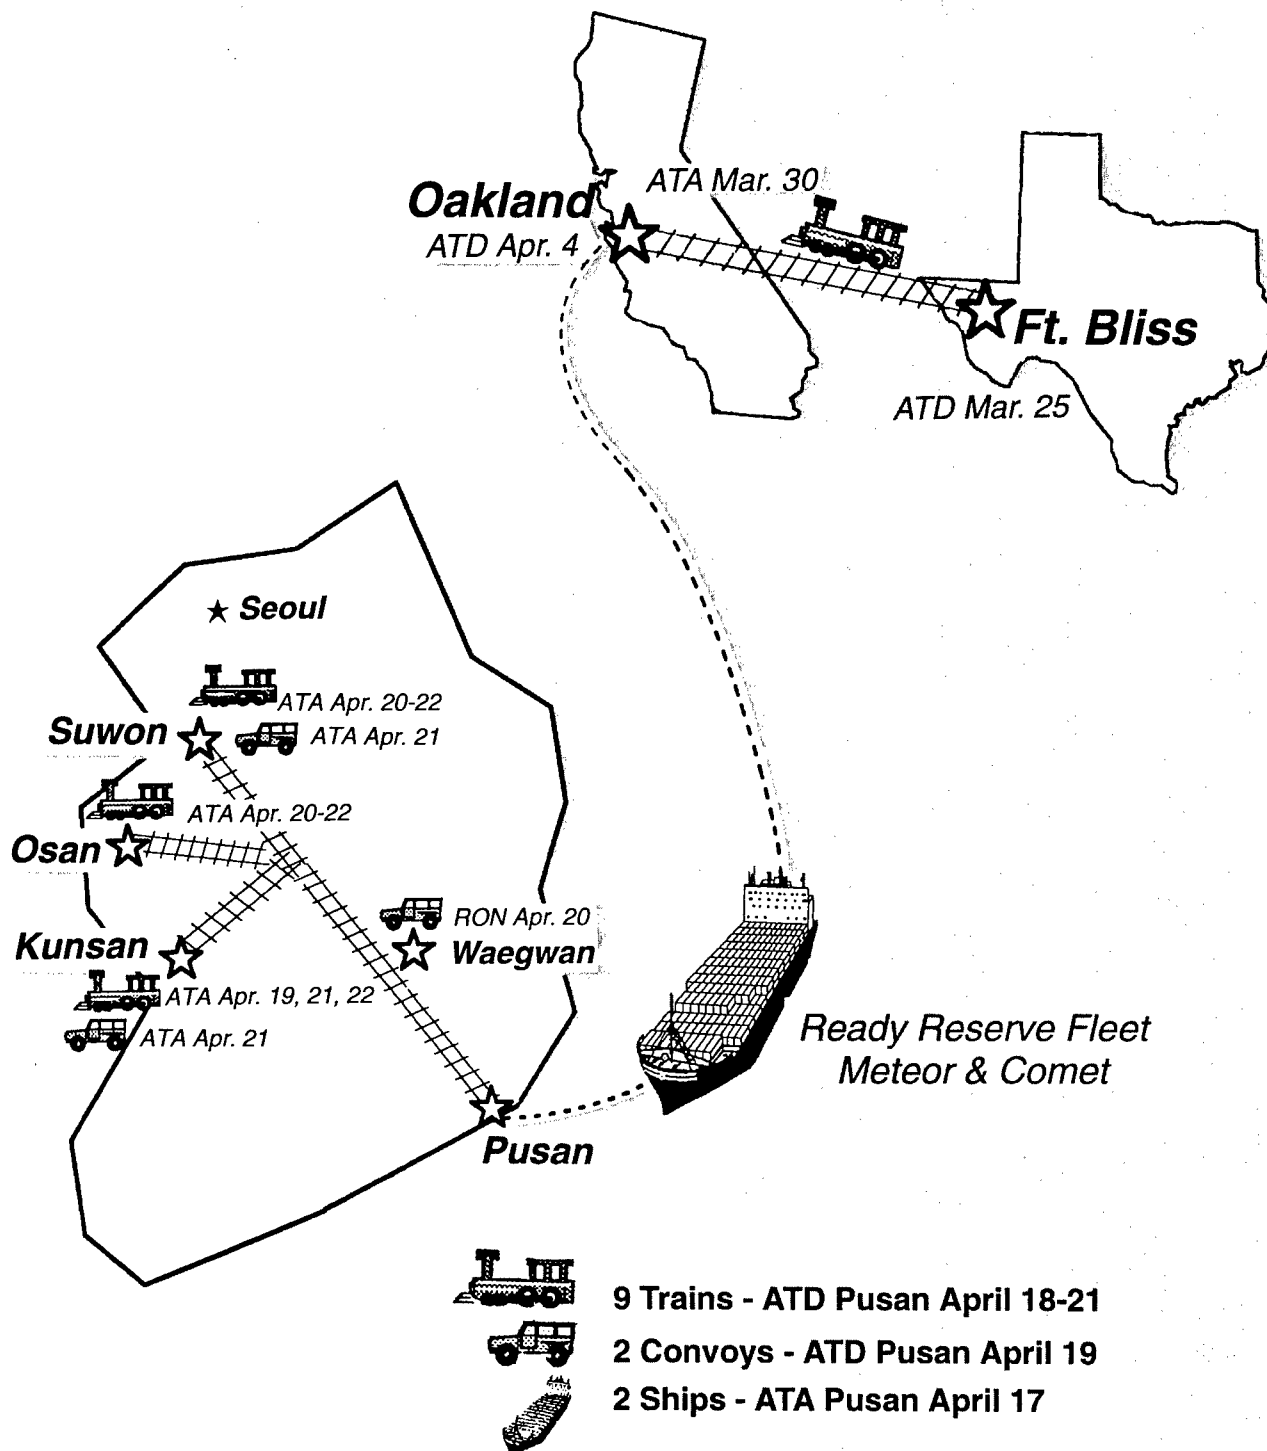 ATA Mar. 30
Oakland
ATD Apr. 4
Ft. Bliss
ATD Mar. 25
Seoul
ATA Apr. 20-22
Suwon
ATA Apr. 21
ATA Apr. 20-22
Osan
RON Apr. 20
Waegwan
Kunsan
ATA Apr. 19, 21, 22
ATA Apr. 21
Ready Reserve Fleet
Meteor & Comet
Pusan
9 Trains - ATD Pusan April 18-21
2 Convoys - ATD Pusan April 19
2 Ships - ATA Pusan April 17